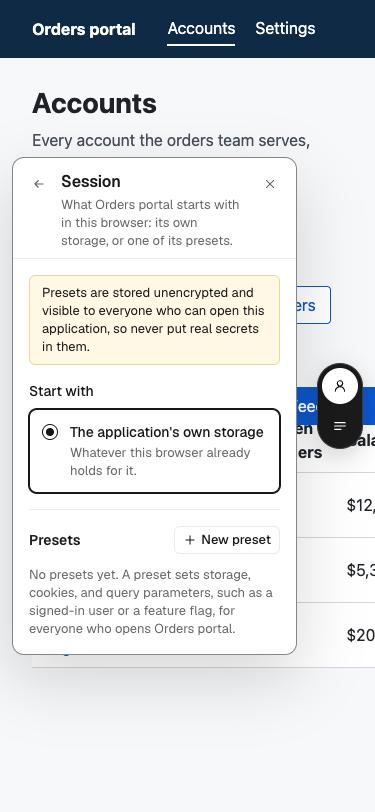 Orders portal
Accounts
Settings
Accounts
Every account the orders team serves,
Session
What Orders portal starts with
in this browser: its own
storage, or one of its presets.
Presets are stored unencrypted and
visible to everyone who can open this
application, so never put real secrets
in them.
Start with
The application's own storage
Whatever this browser already
holds for it.
Presets
New preset
No presets yet. A preset sets storage,
cookies, and query parameters, such as a
signed-in user or a feature flag, for
everyone who opens Orders portal.
$12,
$5,3
$20